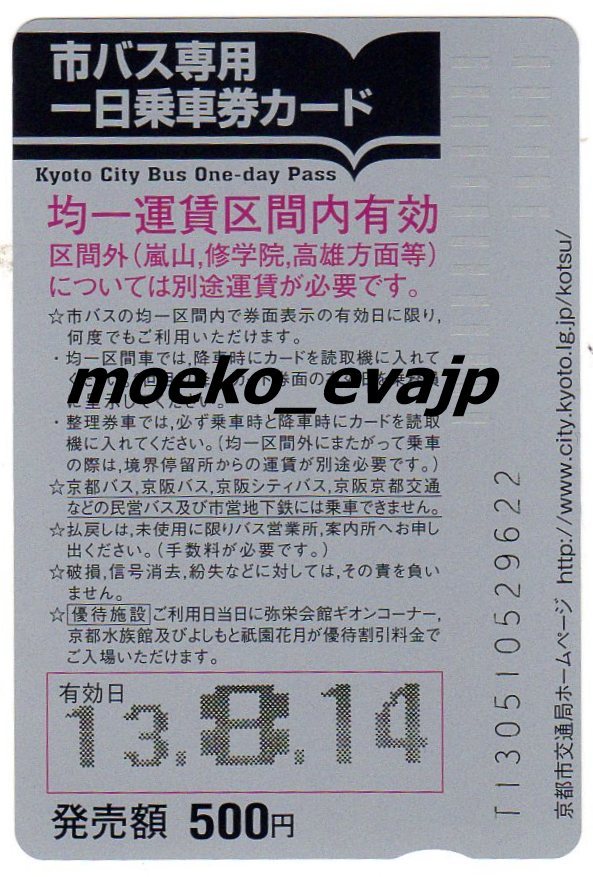 市バス専用
一日乗車券カード
Kyoto City Bus One-day Pass
均一運賃区間内有効
区間外(嵐山,修学院,高雄方面等)
については別途運賃が必要です。
☆市バスの均一区間内で券面表示の有効日に限り,
何度でもご利用いただけます。
・均一区間車では,降車時にカードを読取機に入れて
moeko_evajp
・整理券車では,必ず乗車時と降車時にカードを読取
機に入れてください。(均一区間外にまたがって乗車
の際は,境界停留所からの運賃が別途必要です。)
☆京都バス,京阪バス,京阪シティバス,京阪京都交通
などの民営バス及び市営地下鉄には乗車できません。
☆払戻しは,未使用に限りバス営業所,案内所へお申し
出ください。(手数料が必要です。)
☆破損,信号消去,紛失などに対しては,その責を負い
ません。
☆優待施設 ご利用日当日に弥栄会館ギオンコーナー,
京都水族館及びよしもと祇園花月が優待割引料金で
ご入場いただけます。
有効日
13.8.14
発売額 500円
T130510529622
京都市交通局ホームページ http://www.city.kyoto.lg.jp/kotsu/